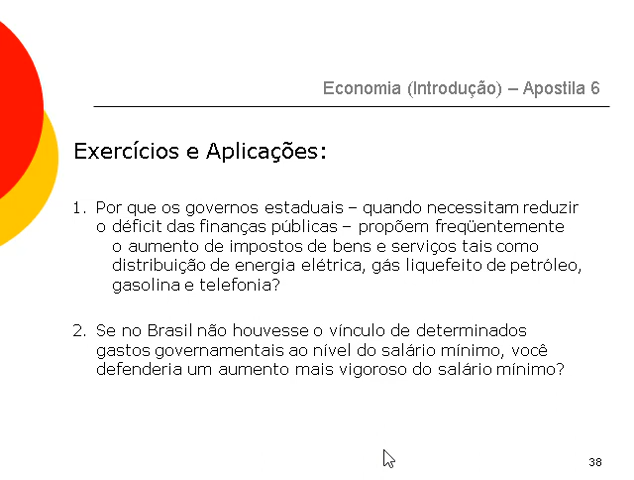 Economia (Introdução) – Apostila 6
Exercícios e Aplicações:
1. Por que os governos estaduais – quando necessitam reduzir
o déficit das finanças públicas – propõem freqüentemente
o aumento de impostos de bens e serviços tais como
distribuição de energia elétrica, gás liquefeito de petróleo,
gasolina e telefonia?
2. Se no Brasil não houvesse o vínculo de determinados
gastos governamentais ao nível do salário mínimo, você
defenderia um aumento mais vigoroso do salário mínimo?
38